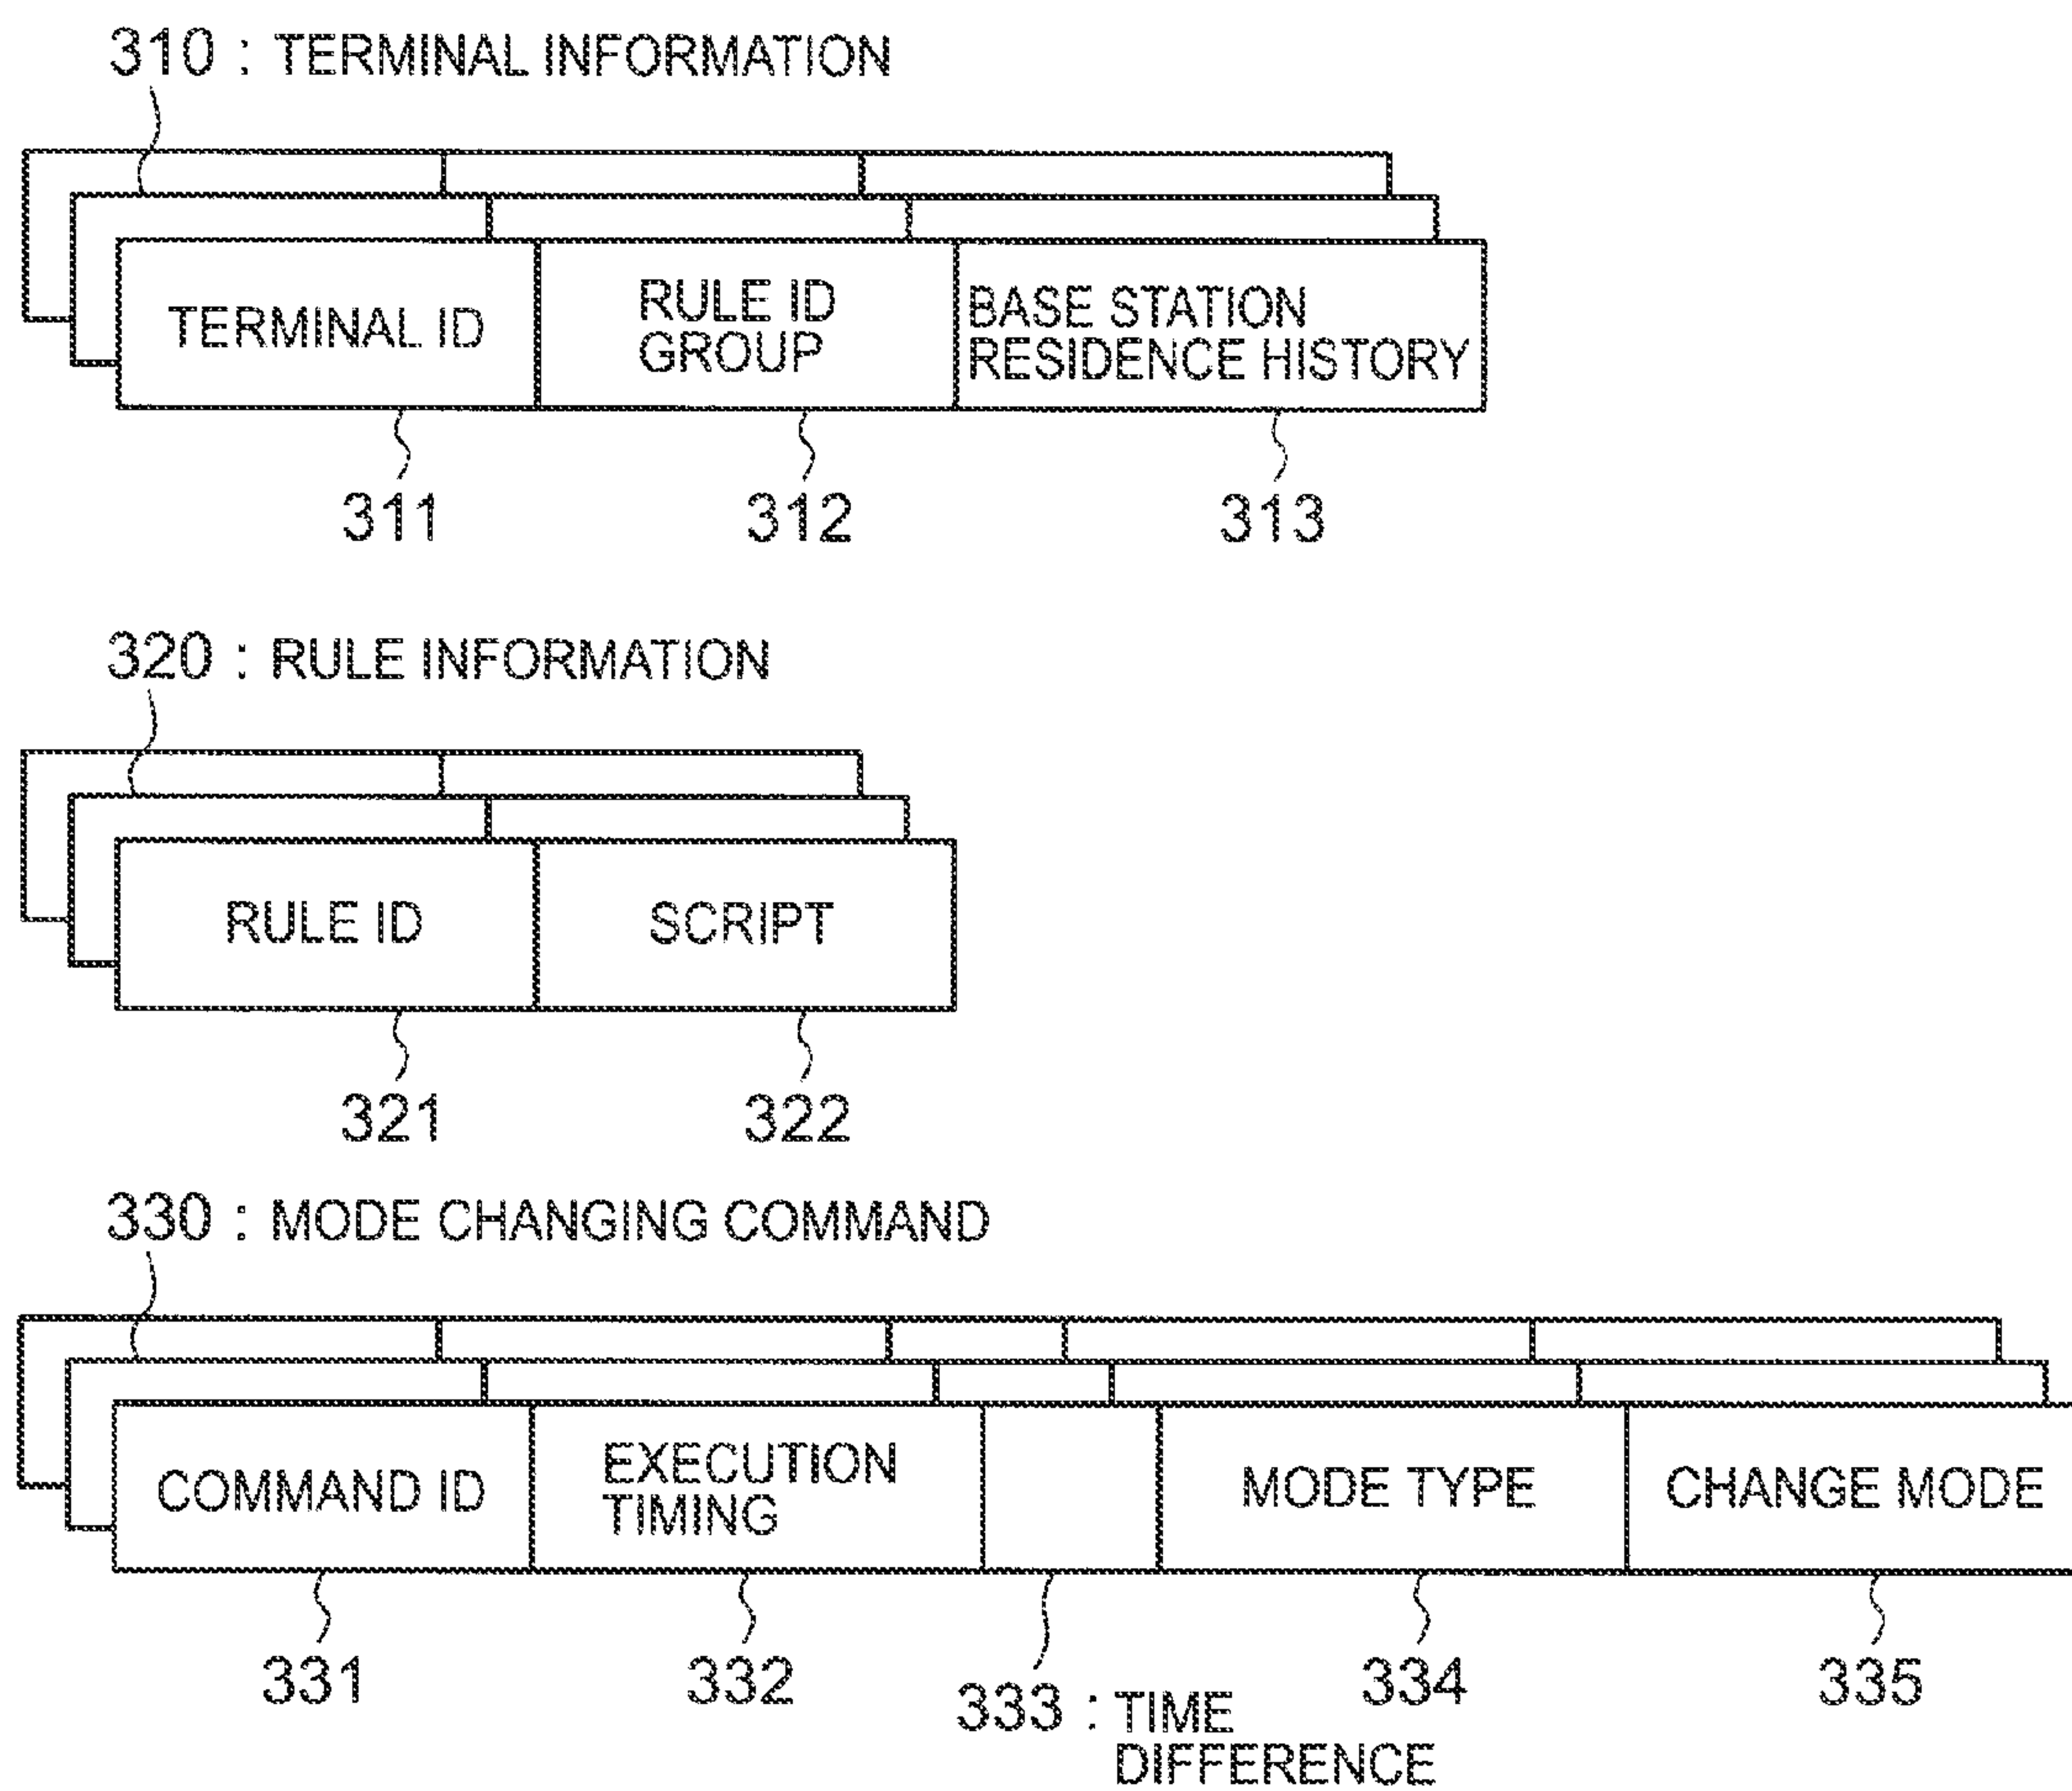 310 : TERMINAL INFORMATION
TERMINAL ID
RULE ID
GROUP
BASE STATION
RESIDENCE HISTORY
311
312
313
320 : RULE INFORMATION
RULE ID
SCRIPT
321
322
330 : MODE CHANGING COMMAND
COMMAND ID
EXECUTION
TIMING
MODE TYPE
CHANGE MODE
331
332
333 : TIME
DIFFERENCE
334
335